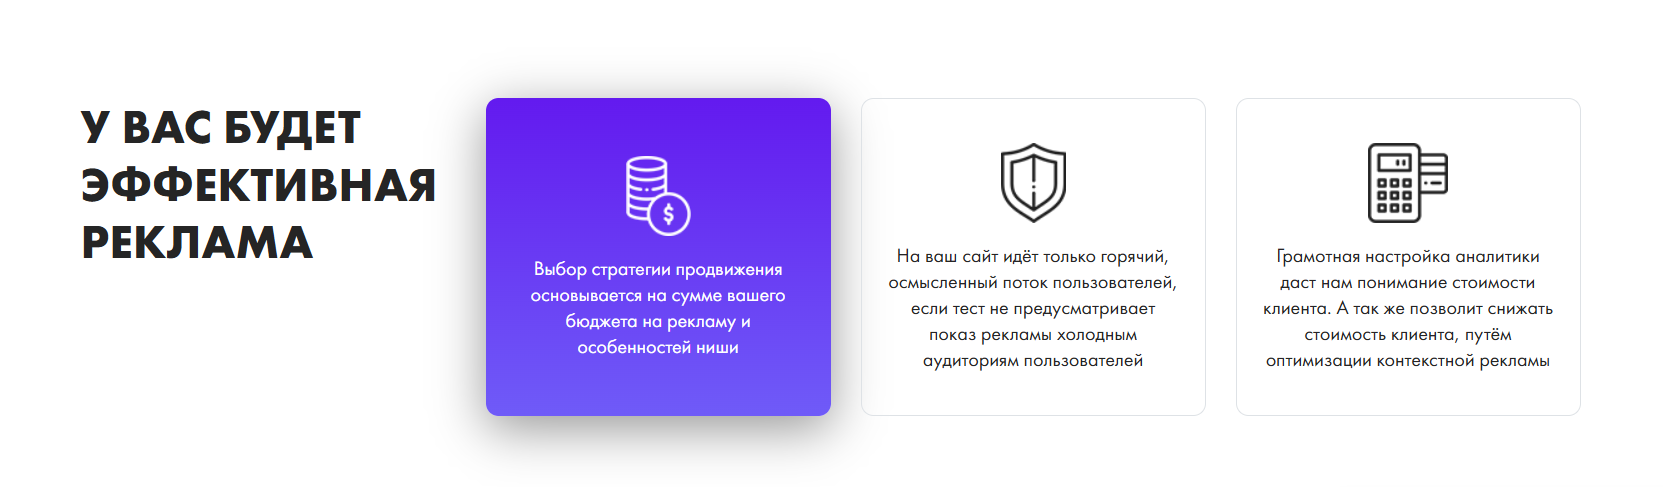 У ВАС БУДЕТ
ЭФФЕКТИВНАЯ
РЕКЛАМА
$
Выбор стратегии продвижения
основывается на сумме вашего
бюджета на рекламу и
особенностей ниши
На ваш сайт идёт только горячий,
осмысленный поток пользователей,
если тест не предусматривает
показ рекламы холодным
аудиториям пользователей
Грамотная настройка аналитики
даст нам понимание стоимости
клиента. А так же позволит снижать
стоимость клиента, путём
оптимизации контекстной рекламы